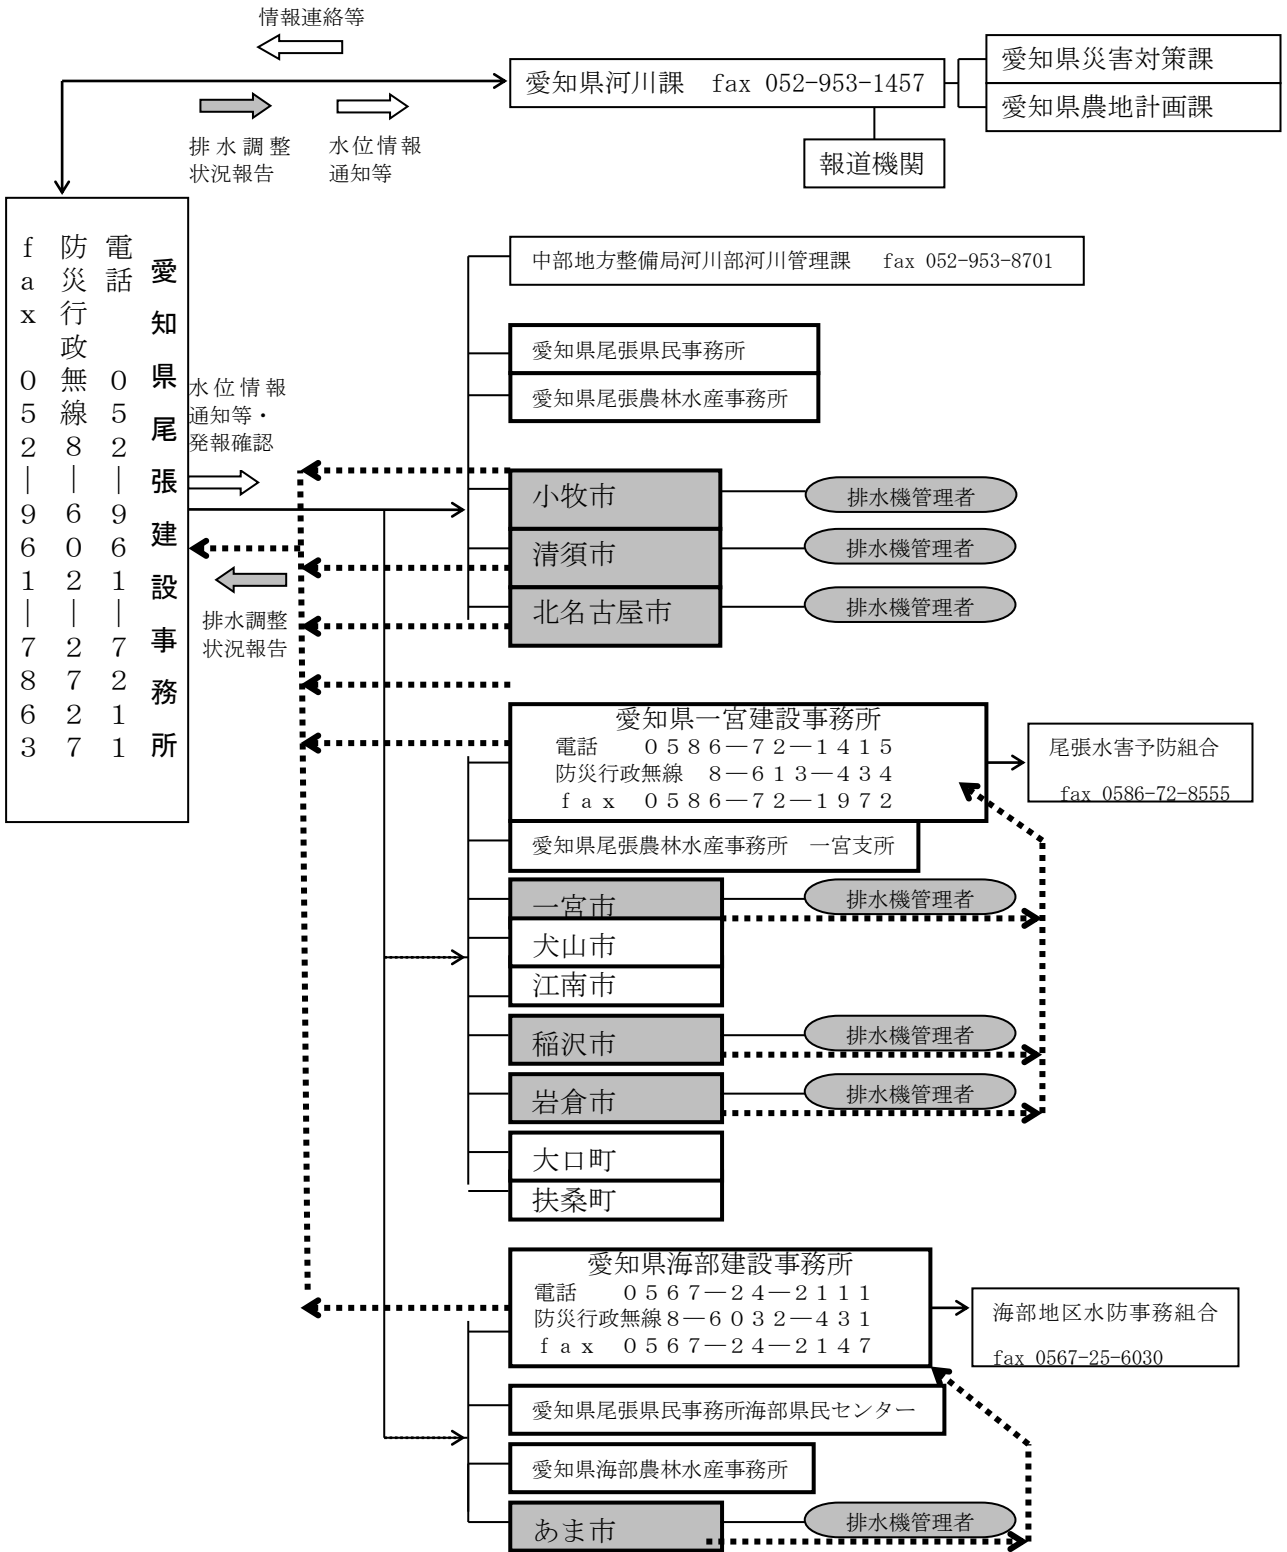 情報連絡等
愛知県河川課　fax 052-953-1457
愛知県災害対策課
愛知県農地計画課
報道機関
排水調整
状況報告
水位情報
通知等
愛知県尾張建設事務所
電話　　０５２―９６１―７２１１
防災行政無線８―６０２―２７２７
ｆａｘ　０５２―９６１―７８６３
水位情報
通知等・
発報確認
排水調整
状況報告
中部地方整備局河川部河川管理課　fax 052-953-8701
愛知県尾張県民事務所
愛知県尾張農林水産事務所
小牧市
排水機管理者
清須市
排水機管理者
北名古屋市
排水機管理者
愛知県一宮建設事務所
電話　　０５８６―７２―１４１５
防災行政無線　８―６１３―４３４
ｆａｘ　０５８６―７２―１９７２
尾張水害予防組合
fax 0586-72-8555
愛知県尾張農林水産事務所　一宮支所
一宮市
排水機管理者
犬山市
江南市
稲沢市
排水機管理者
岩倉市
排水機管理者
大口町
扶桑町
愛知県海部建設事務所
電話　　０５６７―２４―２１１１
防災行政無線８―６０３２―４３１
ｆａｘ　０５６７―２４―２１４７
海部地区水防事務組合
fax 0567-25-6030
愛知県尾張県民事務所海部県民センター
愛知県海部農林水産事務所
あま市
排水機管理者